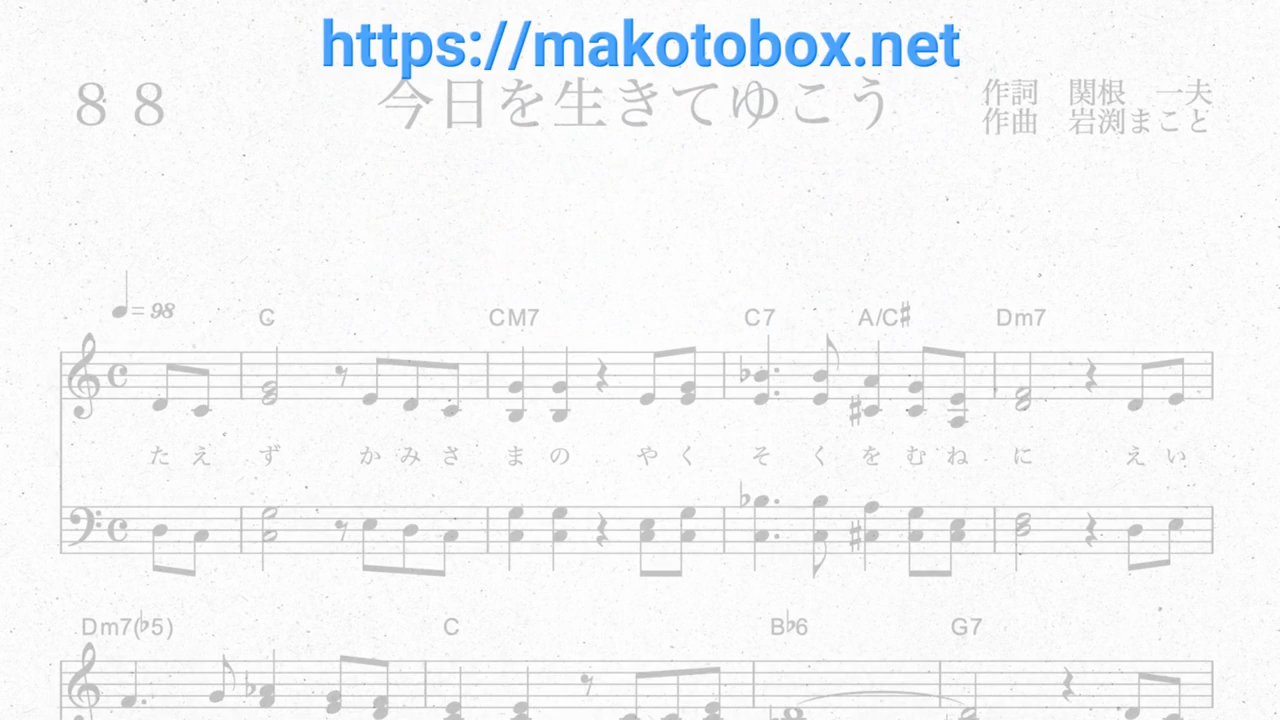 https://makotobox.net
８８ 今日を生きてゆこう 作詞　関根　一夫
作曲　岩渕まこと
♩= 98 C CM7 C7 A/C♯ Dm7
た え ず か み さ ま の や く そ く を む ね に え い
Dm7(♭5) C B♭6 G7